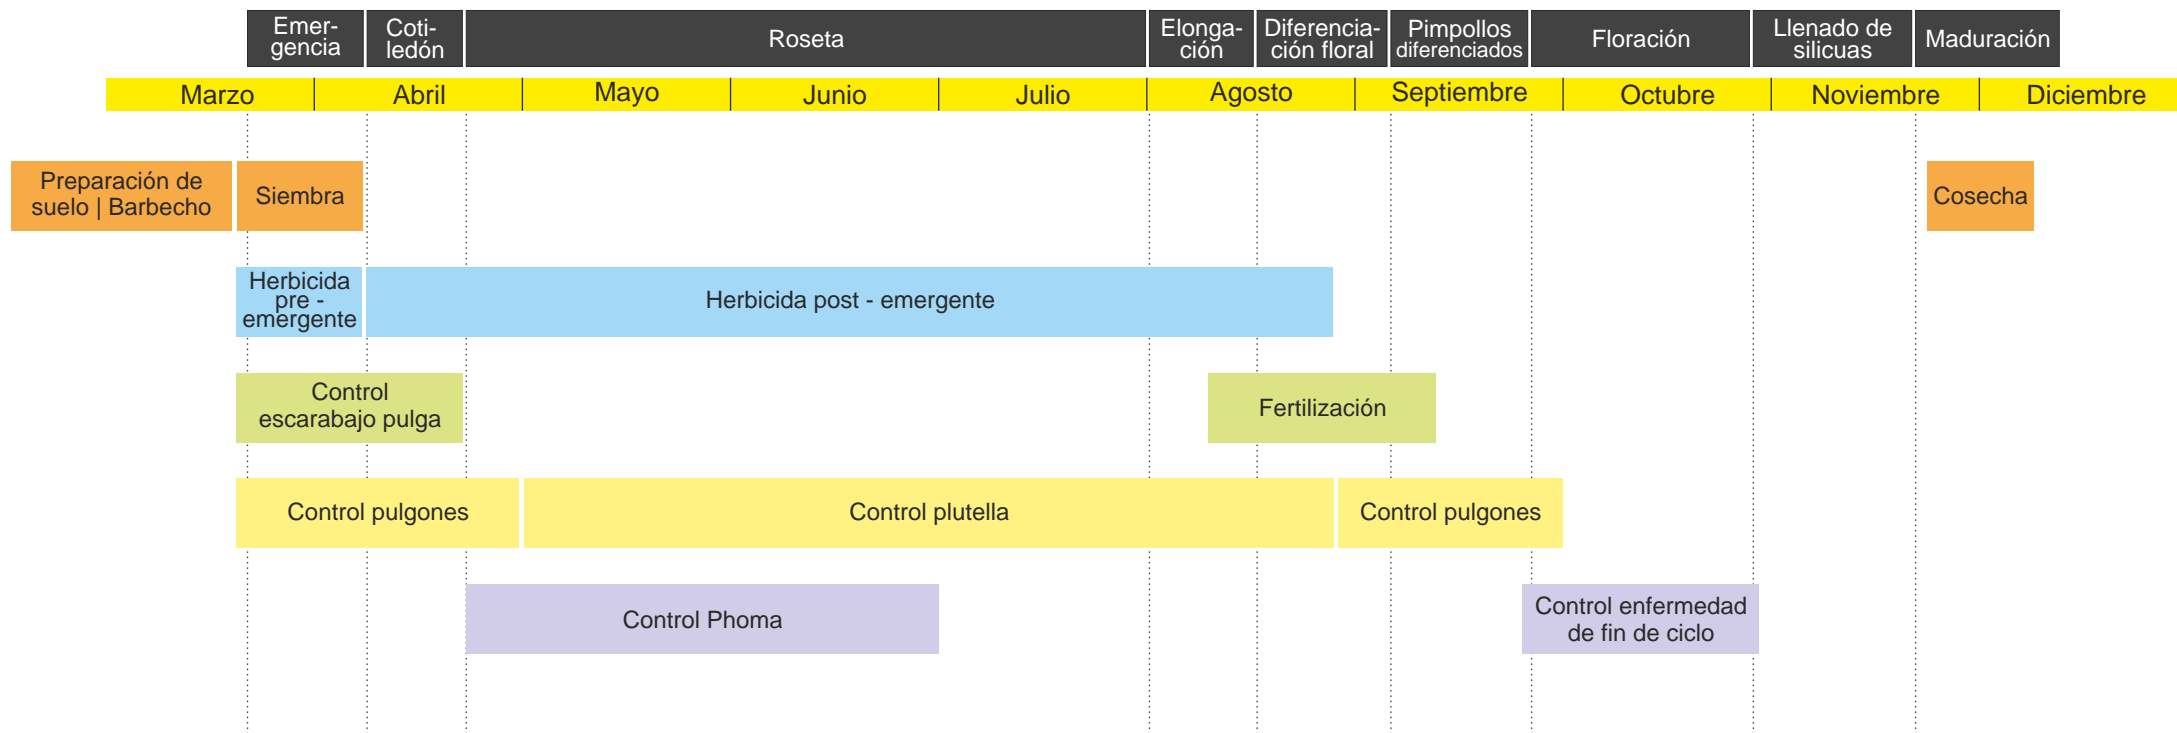 Emer-
gencia
Coti-
ledón
Roseta
Elonga-
ción
Diferencia-
ción floral
Pimpollos
diferenciados
Floración
Llenado de
silicuas
Maduración
Marzo
Abril
Mayo
Junio
Julio
Agosto
Septiembre
Octubre
Noviembre
Diciembre
Preparación de
suelo | Barbecho
Siembra
Cosecha
Herbicida
pre -
emergente
Herbicida post - emergente
Control
escarabajo pulga
Fertilización
Control pulgones
Control plutella
Control pulgones
Control Phoma
Control enfermedad
de fin de ciclo